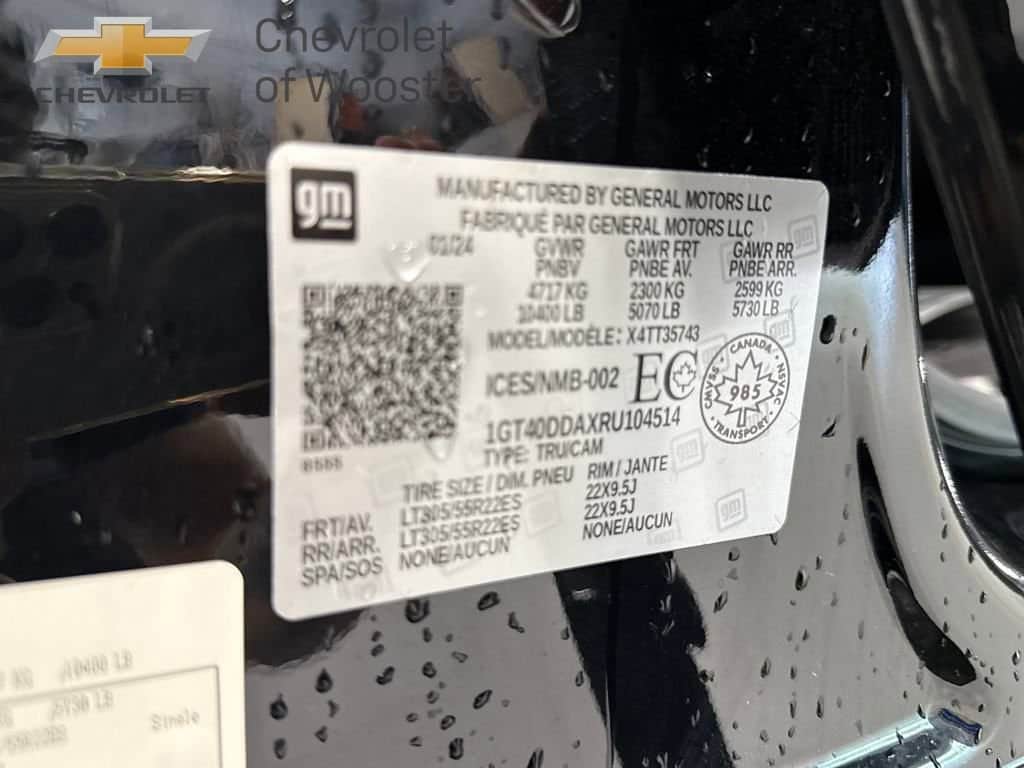 Chevrolet
of Wooster
CHEVROLET
gm
MANUFACTURED BY GENERAL MOTORS LLC
FABRIQUÉ PAR GENERAL MOTORS LLC
01/24 GVWR GAWR FRT GAWR RR
PNBV PNBE AV. PNBE ARR.
4717 KG 2300 KG 2599 KG
10400 LB 5070 LB 5730 LB
MODEL/MODÈLE: X4TT35743
ICES/NMB-002 EC
CANADA
CMVSS 985 NSVAC
TRANSPORT
1GT40DDAXRU104514
TYPE: TRU/CAM
TIRE SIZE / DIM. PNEU RIM / JANTE
FRT/AV. LT305/55R22ES 22X9.5J
RR/ARR. LT305/55R22ES 22X9.5J
SPA/SOS NONE/AUCUN NONE/AUCUN
KG 10400 LB
5730 LB
Single